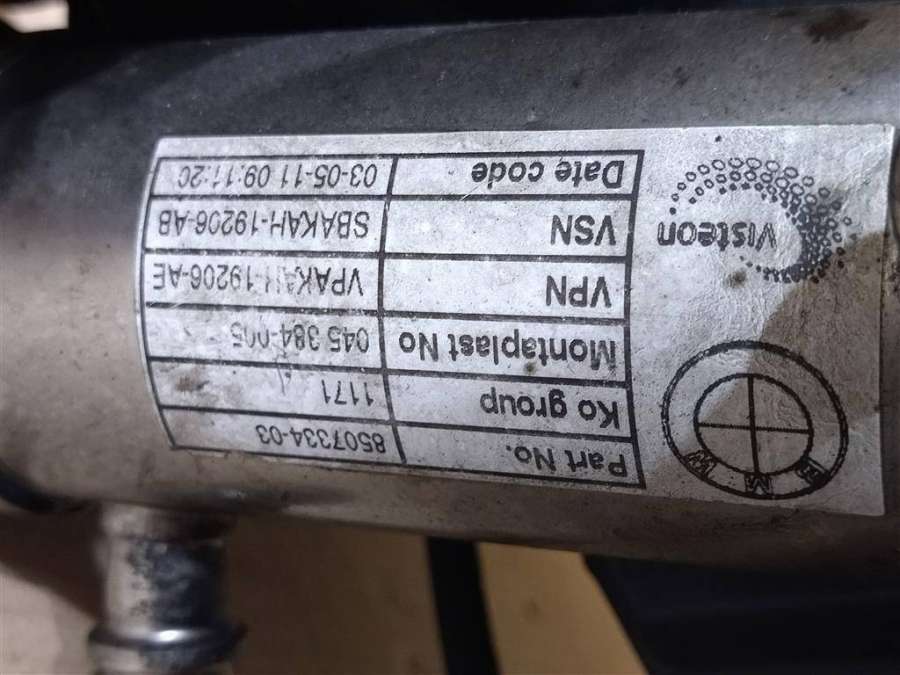 BMW
Part No. 8507334-03
Ko group 1171
Montaplast No 045 384-005
VPN VPAKAH-19206-AE
VSN SBAKAH-19206-AB
Date code 03-05-11 09:11:20
Visteon